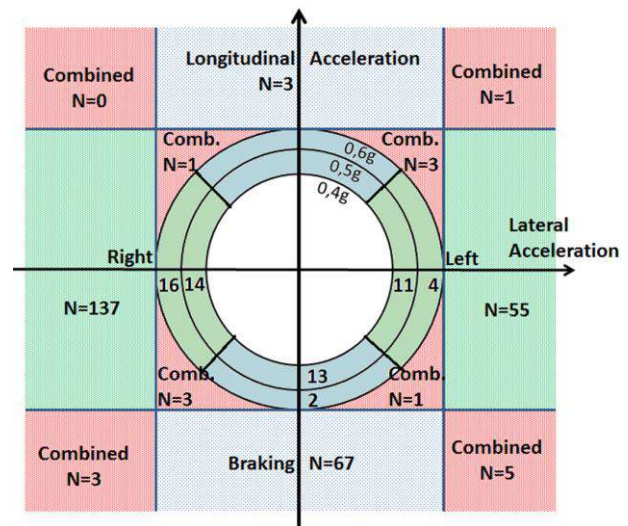 Longitudinal Acceleration
N=3
Combined
N=0
Combined
N=1
Comb.
N=1
0,6g
0,5g
0,4g
Comb.
N=3
Lateral
Acceleration
Right
Left
16 14
11 4
N=137
N=55
13
2
Comb.
N=3
Comb.
N=1
Combined
N=3
Braking N=67
Combined
N=5